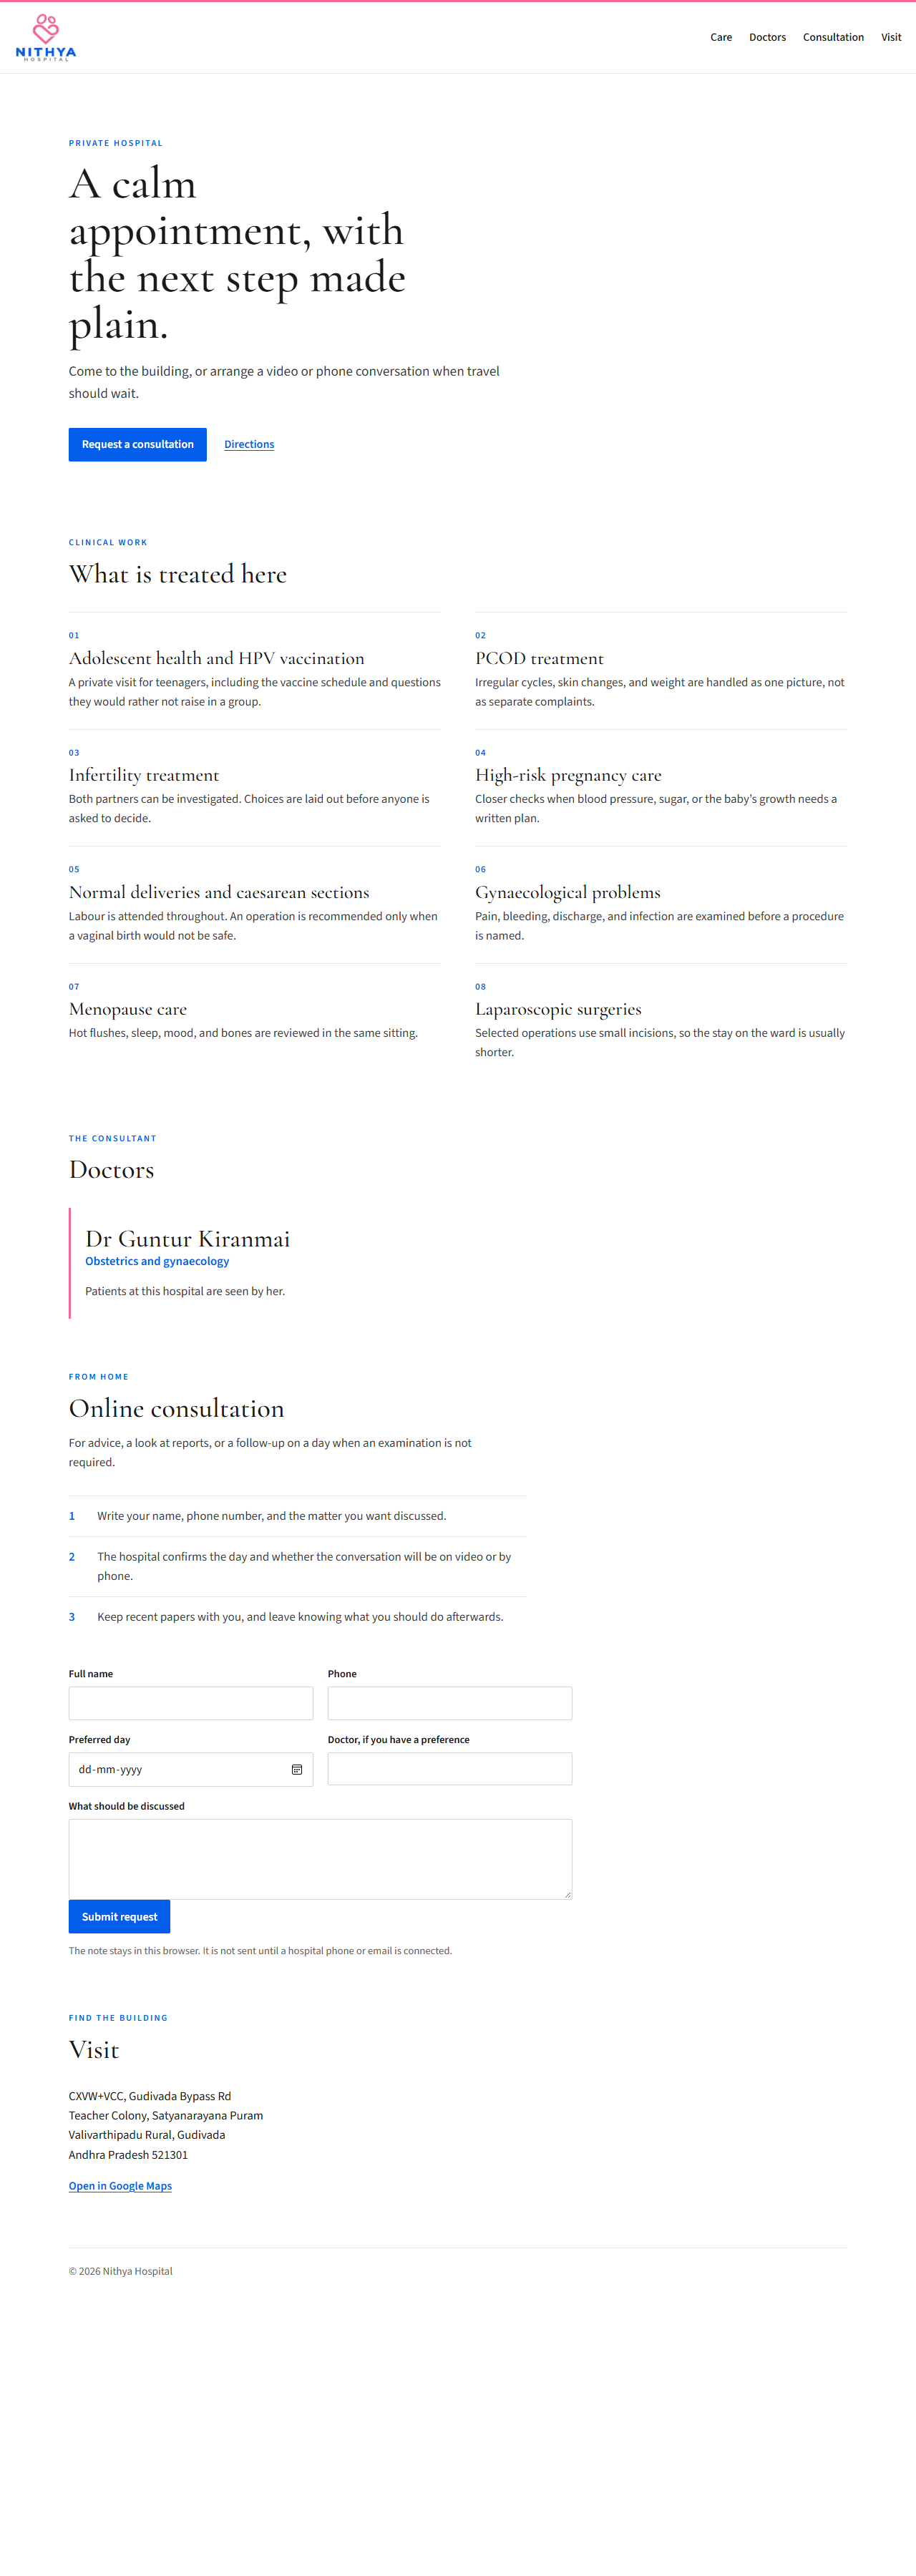 NITHYA
HOSPITAL
Care Doctors Consultation Visit
PRIVATE HOSPITAL
A calm
appointment, with
the next step made
plain.
Come to the building, or arrange a video or phone conversation when travel
should wait.
Request a consultation Directions
CLINICAL WORK
What is treated here
01
Adolescent health and HPV vaccination
A private visit for teenagers, including the vaccine schedule and questions
they would rather not raise in a group.
02
PCOD treatment
Irregular cycles, skin changes, and weight are handled as one picture, not
as separate complaints.
03
Infertility treatment
Both partners can be investigated. Choices are laid out before anyone is
asked to decide.
04
High-risk pregnancy care
Closer checks when blood pressure, sugar, or the baby’s growth needs a
written plan.
05
Normal deliveries and caesarean sections
Labour is attended throughout. An operation is recommended only when
a vaginal birth would not be safe.
06
Gynaecological problems
Pain, bleeding, discharge, and infection are examined before a procedure
is named.
07
Menopause care
Hot flushes, sleep, mood, and bones are reviewed in the same sitting.
08
Laparoscopic surgeries
Selected operations use small incisions, so the stay on the ward is usually
shorter.
THE CONSULTANT
Doctors
Dr Guntur Kiranmai
Obstetrics and gynaecology
Patients at this hospital are seen by her.
FROM HOME
Online consultation
For advice, a look at reports, or a follow-up on a day when an examination is not
required.
1 Write your name, phone number, and the matter you want discussed.
2 The hospital confirms the day and whether the conversation will be on video or by
phone.
3 Keep recent papers with you, and leave knowing what you should do afterwards.
Full name Phone
Preferred day Doctor, if you have a preference
dd-mm-yyyy
What should be discussed
Submit request
The note stays in this browser. It is not sent until a hospital phone or email is connected.
FIND THE BUILDING
Visit
CXVW+VCC, Gudivada Bypass Rd
Teacher Colony, Satyanarayana Puram
Valivarthipadu Rural, Gudivada
Andhra Pradesh 521301
Open in Google Maps
© 2026 Nithya Hospital